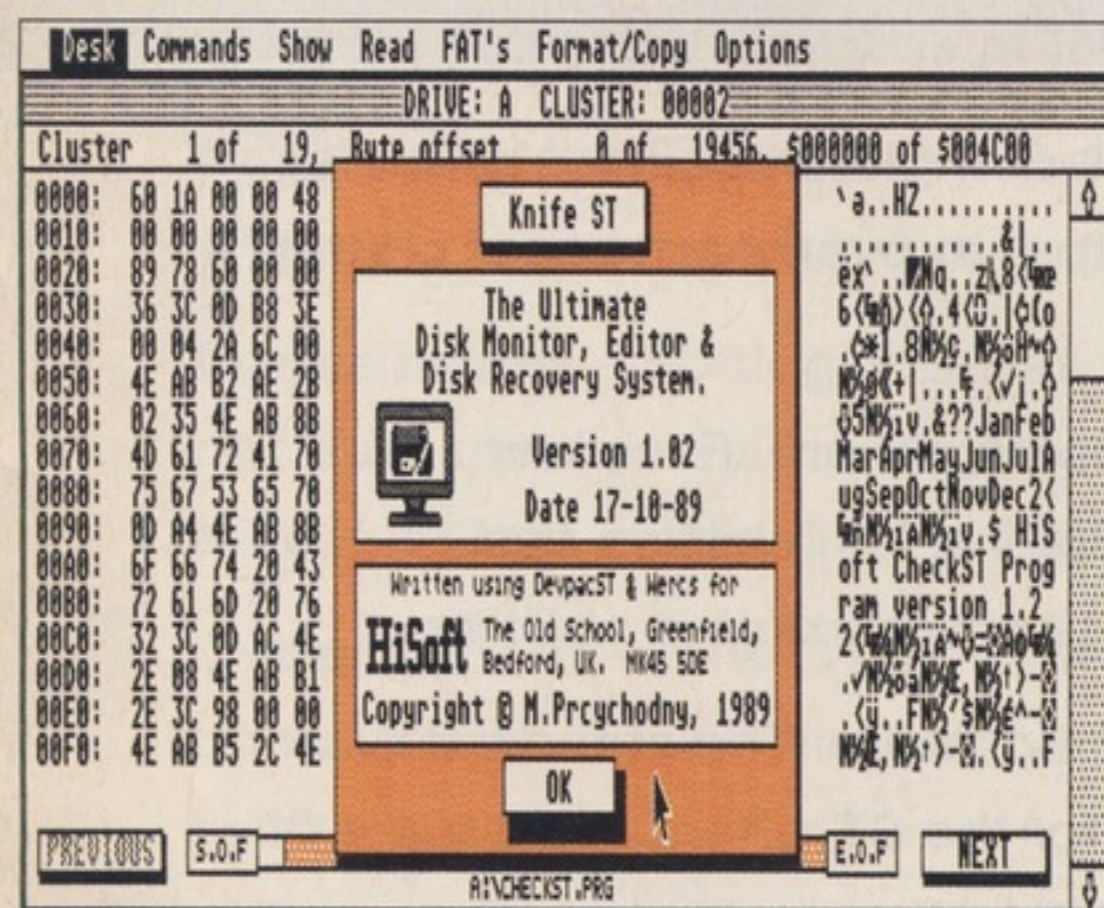 Desk Commands Show Read FAT's Format/Copy Options
DRIVE: A CLUSTER: 00002
Cluster 1 of 19, Byte offset 0 of 19456, $000000 of $004C00
0000: 60 1A 00 00 48
0010: 00 00 00 00 00
0020: 89 78 60 00 00
0030: 36 3C 0D B8 3E
0040: 00 04 2A 6C 00
0050: 4E AB B2 AE 2B
0060: 02 35 4E AB 8B
0070: 4D 61 72 41 70
0080: 75 67 53 65 70
0090: 0D A4 4E AB 8B
00A0: 6F 66 74 20 43
00B0: 72 61 6D 20 76
00C0: 32 3C 0D AC 4E
00D0: 2E 08 4E AB B1
00E0: 2E 3C 98 00 00
00F0: 4E AB B5 2C 4E
Knife ST
The Ultimate
Disk Monitor, Editor &
Disk Recovery System.
Version 1.02
Date 17-10-89
Written using DevpacST & Wercs for
HiSoft The Old School, Greenfield,
Bedford, UK. MK45 5DE
Copyright © M.Prcychodny, 1989
OK
JanFeb
MarAprMayJunJulA
ugSepOctNovDec2<
HiS
oft CheckST Prog
ram version 1.2
PREVIOUS S.O.F E.O.F NEXT
A:\CHECKST.PRG